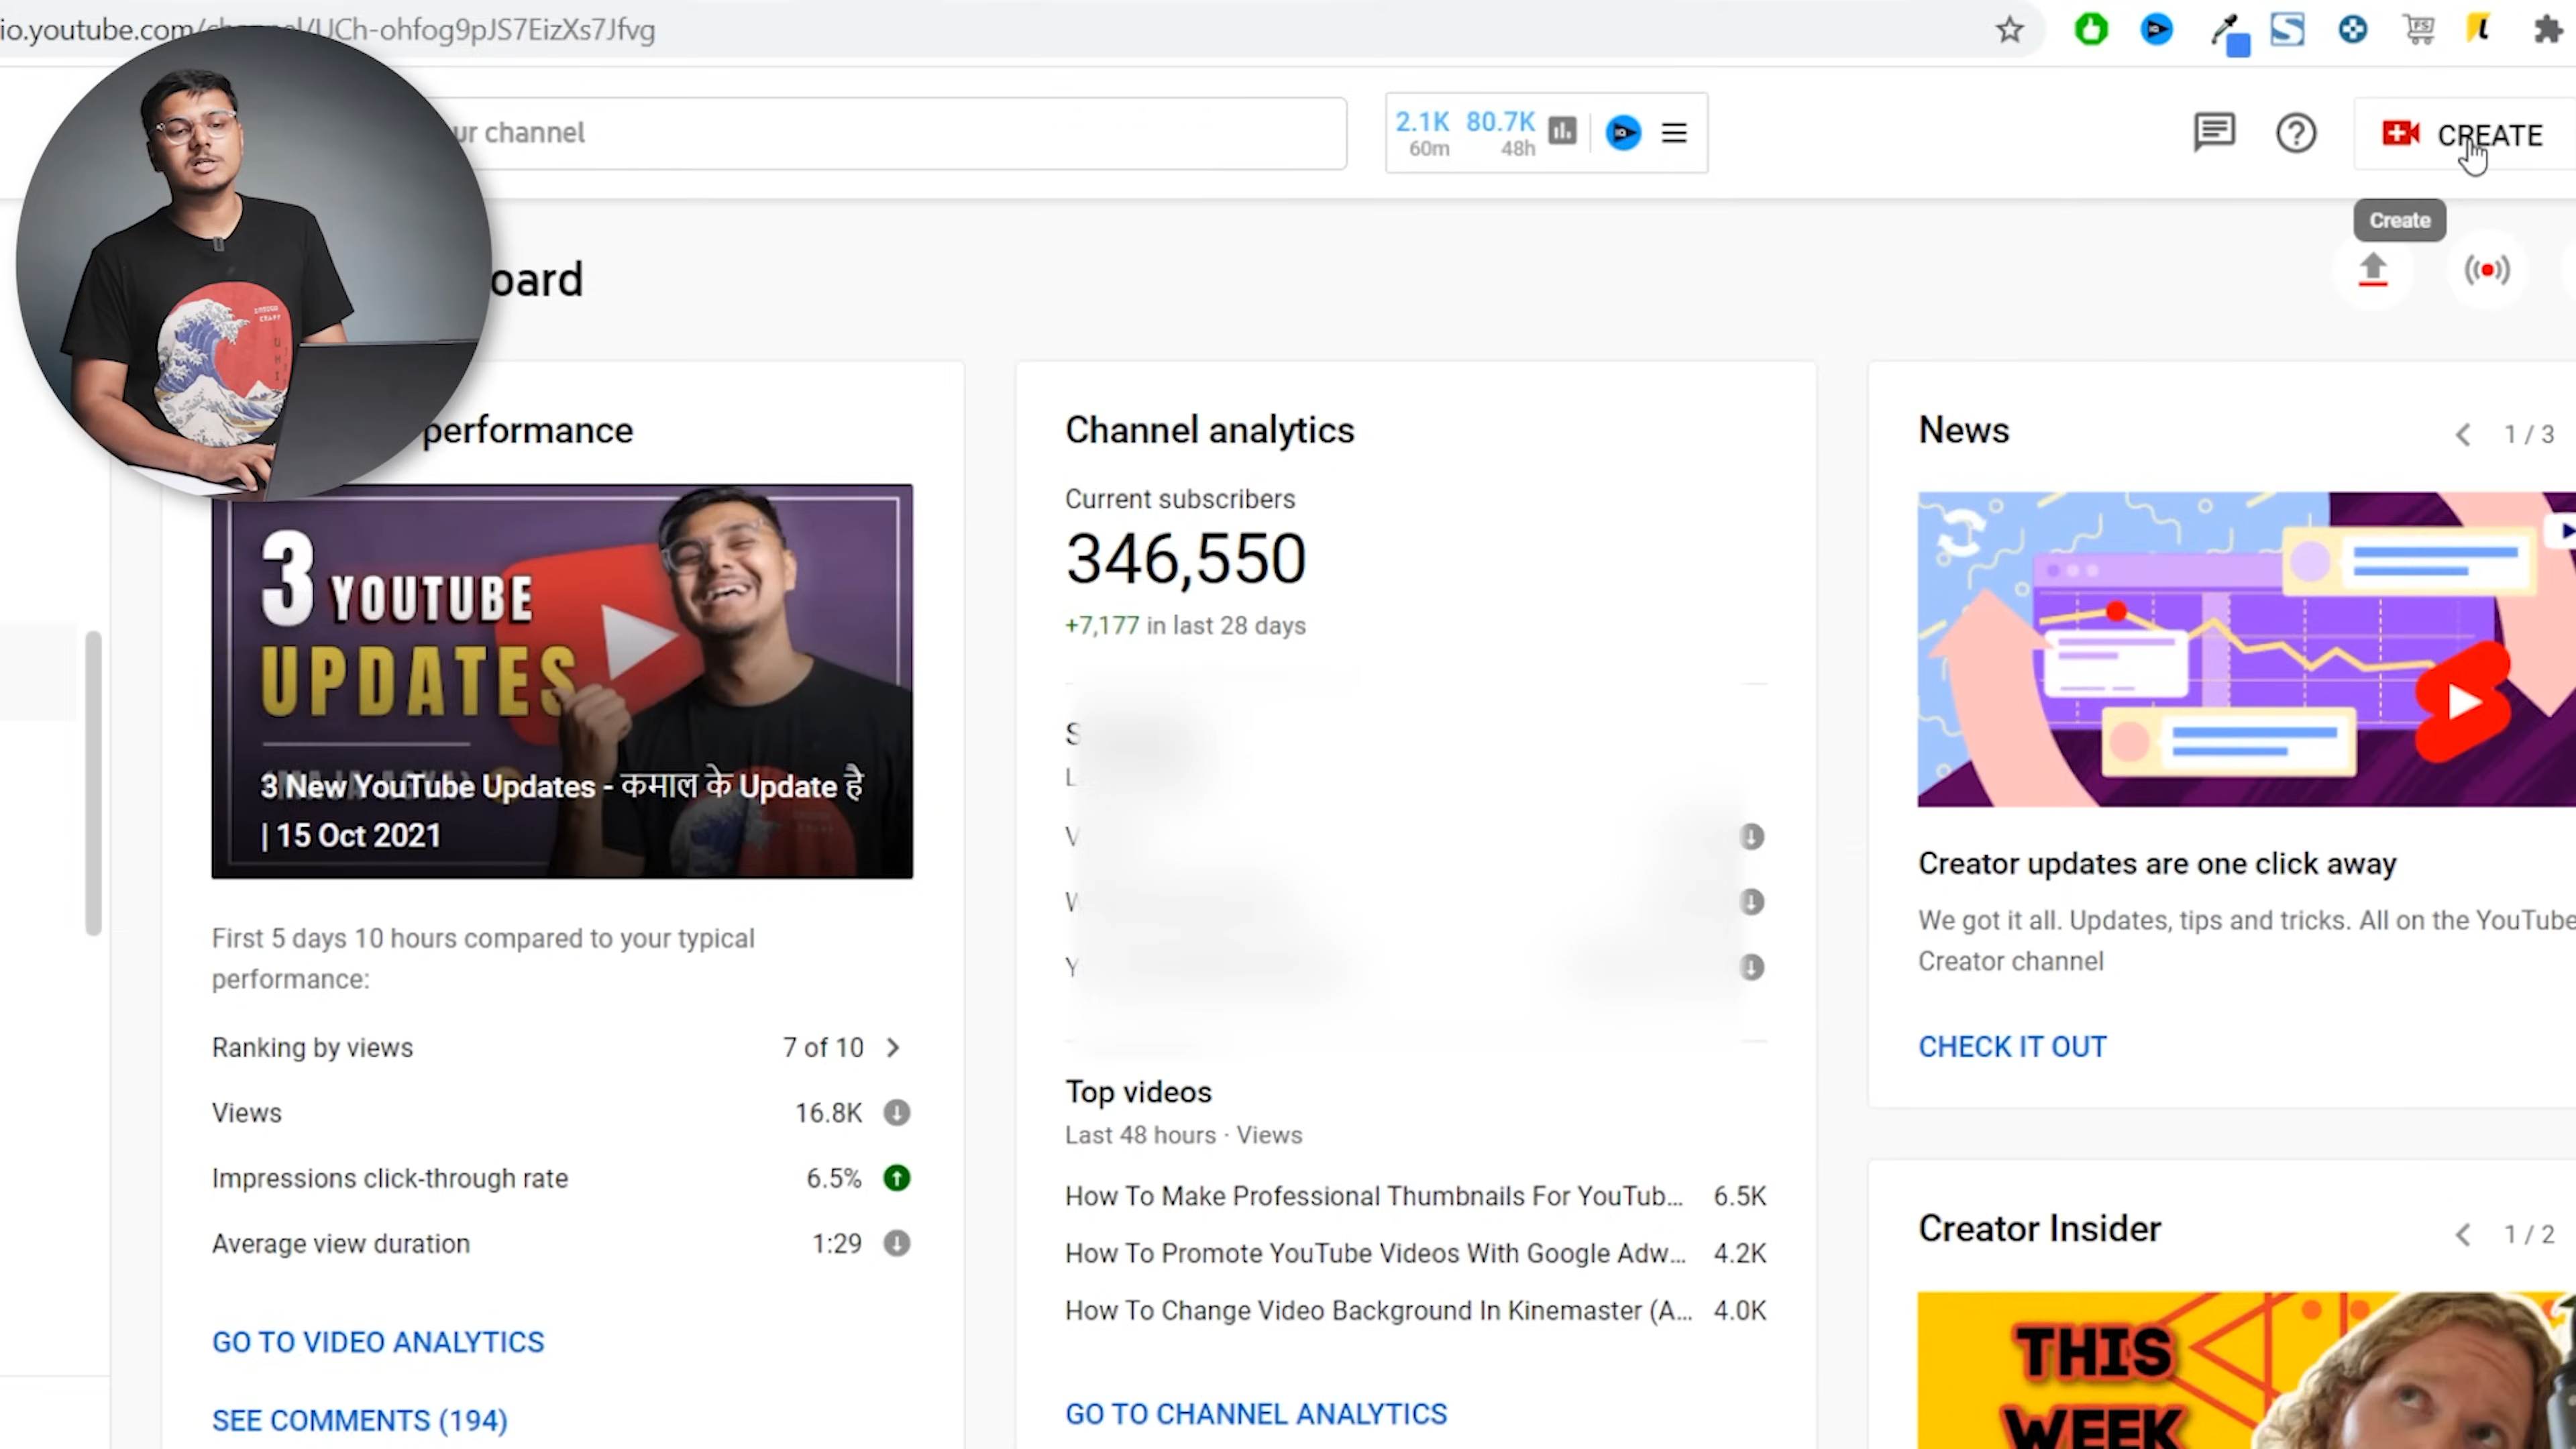 io.youtube.com/channel/UCh-ohfog9pJS7EizXs7Jfvg
ur channel
2.1K 80.7K
60m 48h
CREATE
Create
oard
performance
3 YOUTUBE
UPDATES
3 New YouTube Updates - कमाल के Update है
| 15 Oct 2021
First 5 days 10 hours compared to your typical
performance:
Ranking by views 7 of 10
Views 16.8K
Impressions click-through rate 6.5%
Average view duration 1:29
GO TO VIDEO ANALYTICS
SEE COMMENTS (194)
Channel analytics
Current subscribers
346,550
+7,177 in last 28 days
Top videos
Last 48 hours · Views
How To Make Professional Thumbnails For YouTub... 6.5K
How To Promote YouTube Videos With Google Adw... 4.2K
How To Change Video Background In Kinemaster (A... 4.0K
GO TO CHANNEL ANALYTICS
News 1 / 3
Creator updates are one click away
We got it all. Updates, tips and tricks. All on the YouTube
Creator channel
CHECK IT OUT
Creator Insider 1 / 2
THIS
WEEK